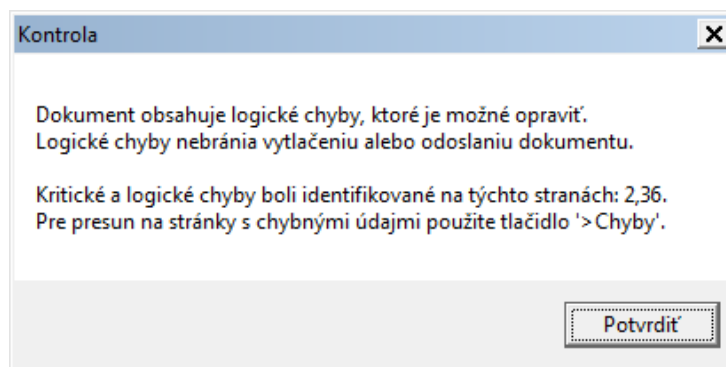 Kontrola
Dokument obsahuje logické chyby, ktoré je možné opraviť.
Logické chyby nebránia vytlačeniu alebo odoslaniu dokumentu.
Kritické a logické chyby boli identifikované na týchto stranách: 2,36.
Pre presun na stránky s chybnými údajmi použite tlačidlo '>Chyby'.
Potvrdiť